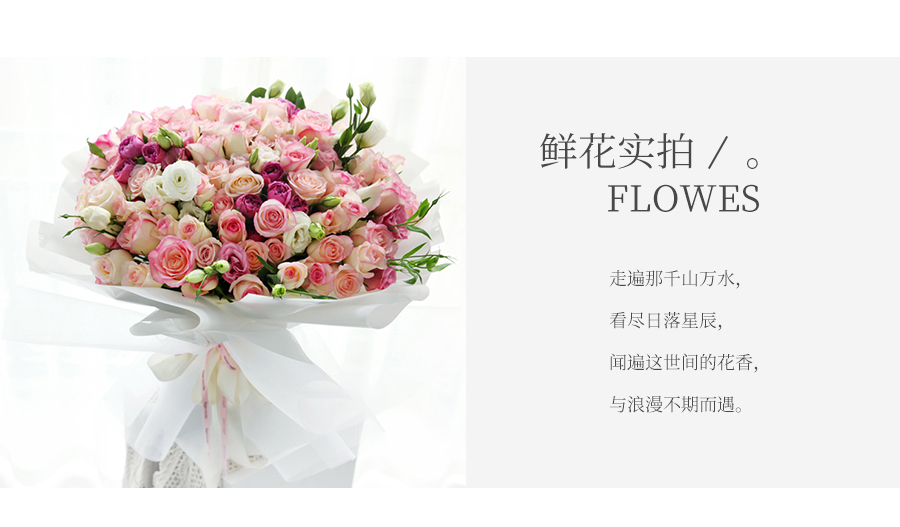 鲜花实拍 / 。
FLOWES
走遍那千山万水，
看尽日落星辰，
闻遍这世间的花香，
与浪漫不期而遇。